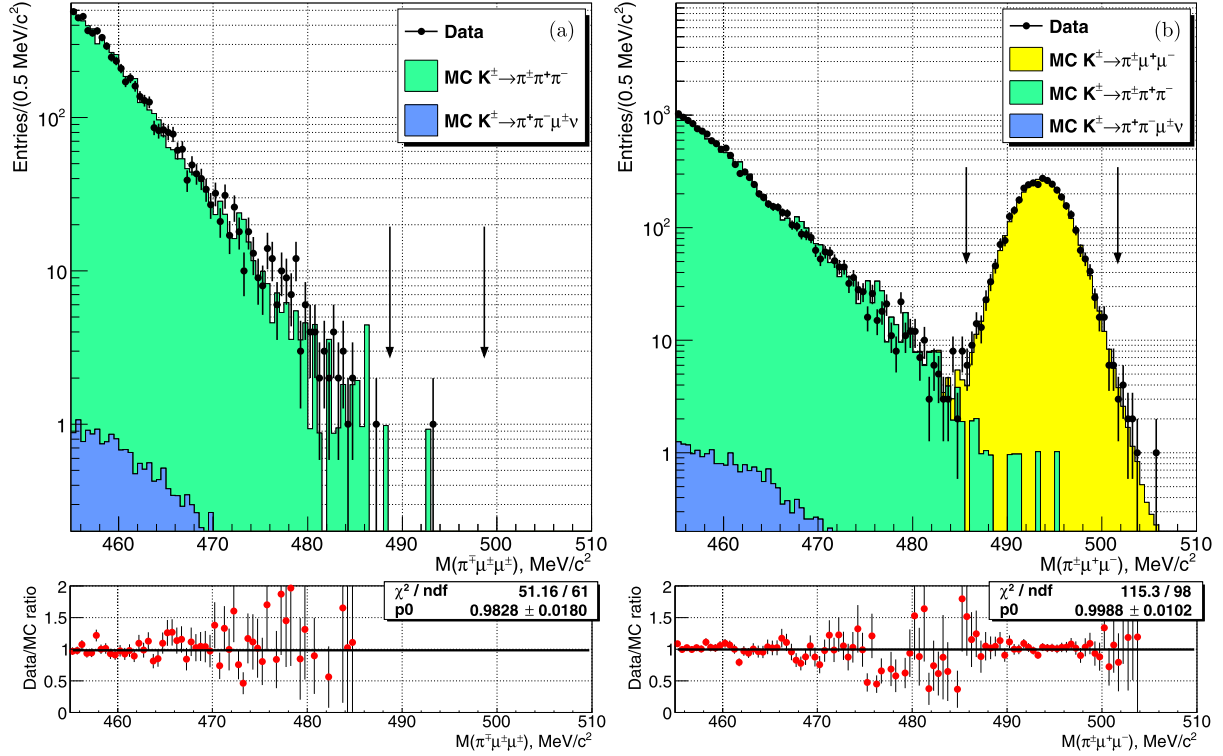 Entries/(0.5 MeV/c²)
10²
10
1
Data
(a)
MC K±→π±π⁺π⁻
MC K±→π⁺π⁻μ±ν
460 470 480 490 500 510
M(π∓μ±μ±), MeV/c²
Data/MC ratio
2
1.5
1
0.5
0
χ² / ndf 51.16 / 61
p0 0.9828 ± 0.0180
460 470 480 490 500 510
M(π∓μ±μ±), MeV/c²
Entries/(0.5 MeV/c²)
10³
10²
10
1
Data
(b)
MC K±→π±μ⁺μ⁻
MC K±→π±π⁺π⁻
MC K±→π⁺π⁻μ±ν
460 470 480 490 500 510
M(π±μ⁺μ⁻), MeV/c²
Data/MC ratio
2
1.5
1
0.5
0
χ² / ndf 115.3 / 98
p0 0.9988 ± 0.0102
460 470 480 490 500 510
M(π±μ⁺μ⁻), MeV/c²